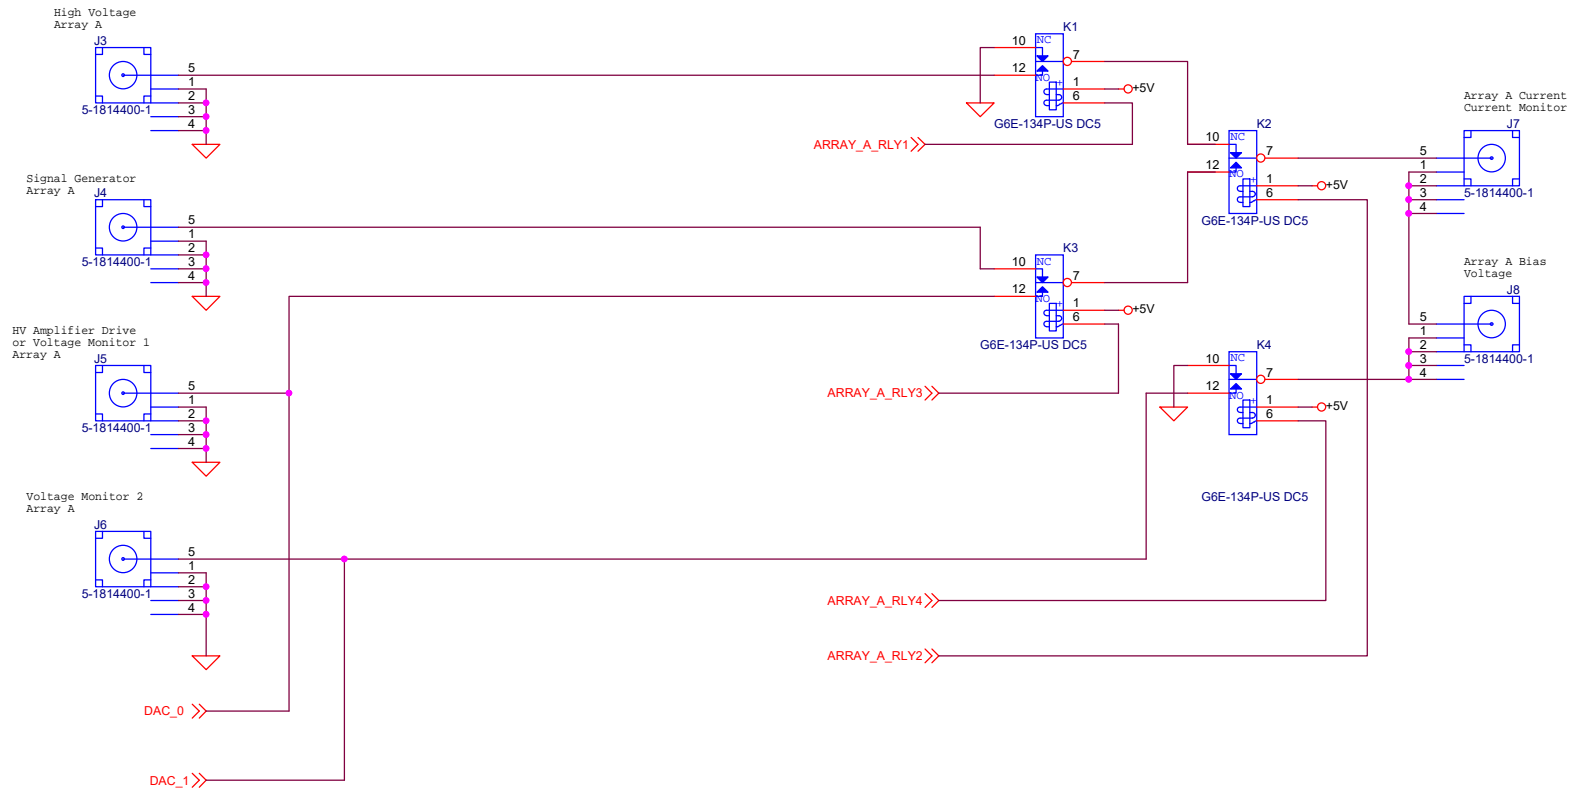 High Voltage
Array A
J3
5
1
2
3
4
5-1814400-1
Signal Generator
Array A
J4
5
1
2
3
4
5-1814400-1
HV Amplifier Drive
or Voltage Monitor 1
Array A
J5
5
1
2
3
4
5-1814400-1
Voltage Monitor 2
Array A
J6
5
1
2
3
4
5-1814400-1
DAC_0
DAC_1
K1
10
NC
7
12
NO
1
+
+5V
6
G6E-134P-US DC5
ARRAY_A_RLY1
K2
10
NC
7
12
NO
1
+
+5V
6
G6E-134P-US DC5
K3
10
NC
7
12
NO
1
+
+5V
6
G6E-134P-US DC5
ARRAY_A_RLY3
K4
10
NC
7
12
NO
1
+
+5V
6
G6E-134P-US DC5
ARRAY_A_RLY4
ARRAY_A_RLY2
Array A Current
Current Monitor
J7
5
1
2
3
4
5-1814400-1
Array A Bias
Voltage
J8
5
1
2
3
4
5-1814400-1